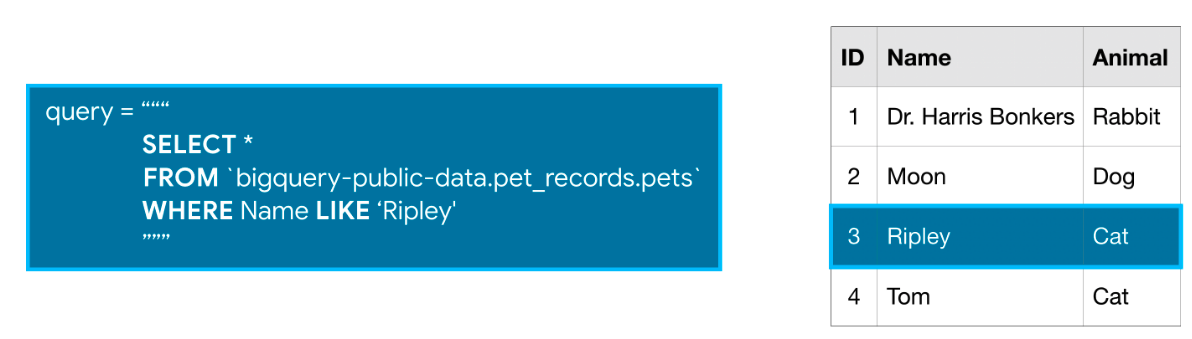 query = “““
SELECT *
FROM `bigquery-public-data.pet_records.pets`
WHERE Name LIKE ‘Ripley'
”””
ID Name Animal
1 Dr. Harris Bonkers Rabbit
2 Moon Dog
3 Ripley Cat
4 Tom Cat